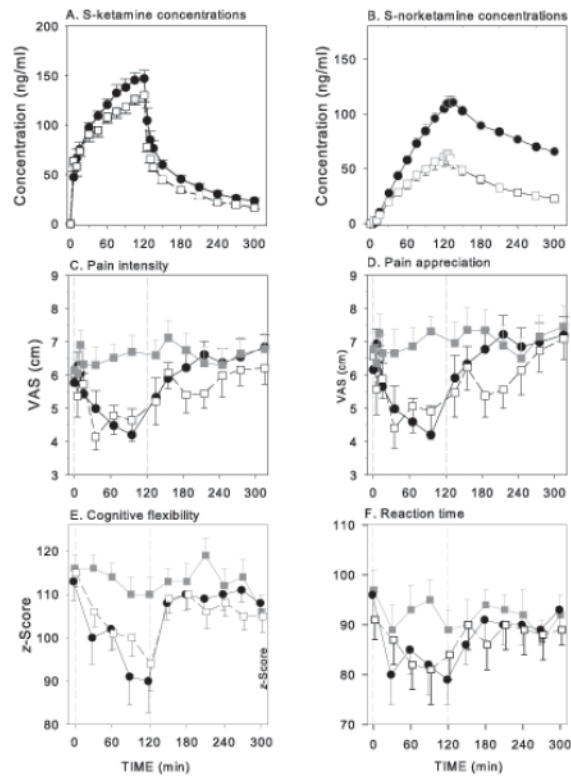 A. S-ketamine concentrations
B. S-norketamine concentrations
Concentration (ng/ml)
200
150
100
50
0
0 60 120 180 240 300
Concentration (ng/ml)
150
100
50
0
0 60 120 180 240 300
C. Pain intensity
D. Pain appreciation
VAS (cm)
9
8
7
6
5
4
3
0 60 120 180 240 300
VAS (cm)
9
8
7
6
5
4
3
0 60 120 180 240 300
E. Cognitive flexibility
F. Reaction time
z-Score
120
110
100
90
80
0 60 120 180 240 300
TIME (min)
z-Score
110
100
90
80
70
0 60 120 180 240 300
TIME (min)